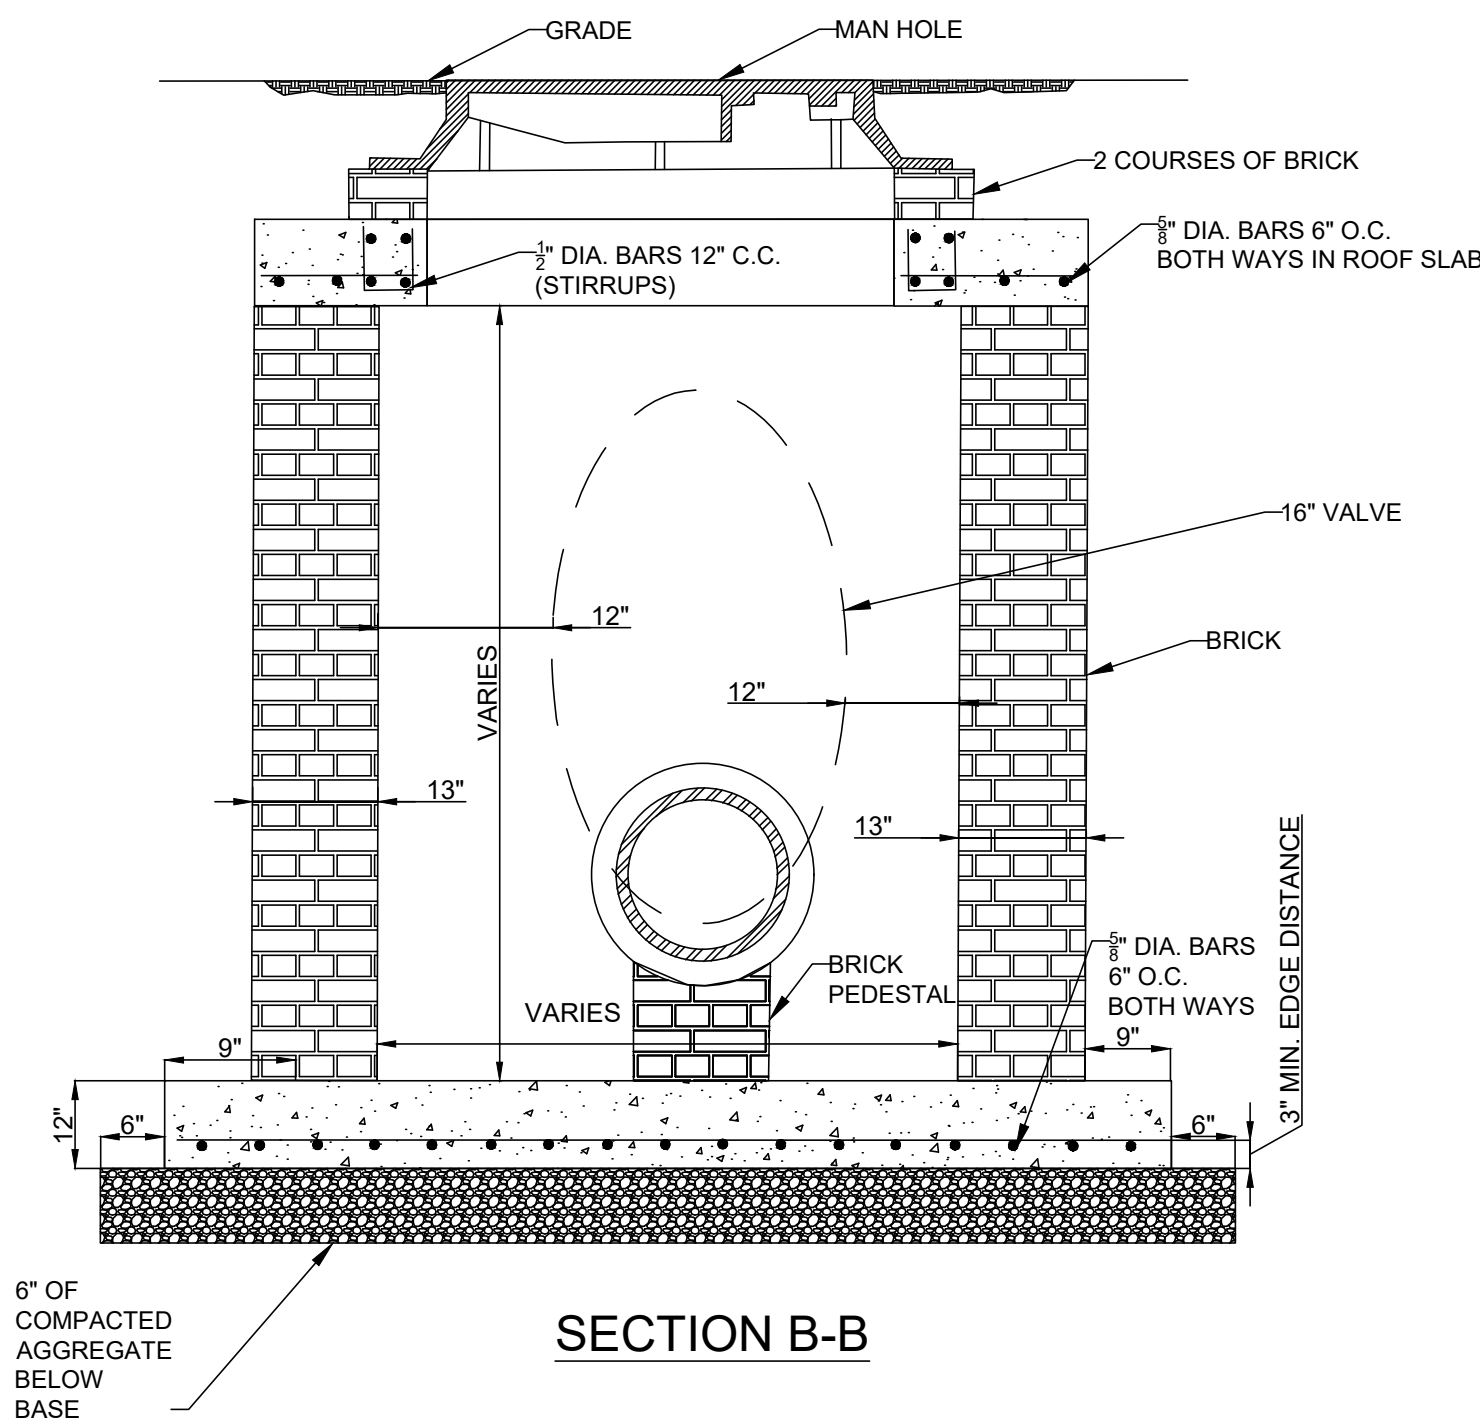 GRADE
MAN HOLE
2 COURSES OF BRICK
5/8" DIA. BARS 6" O.C.
BOTH WAYS IN ROOF SLAB
1/2" DIA. BARS 12" C.C.
(STIRRUPS)
16" VALVE
12"
BRICK
VARIES
12"
13"
13"
3" MIN. EDGE DISTANCE
5/8" DIA. BARS
6" O.C.
BOTH WAYS
BRICK
PEDESTAL
VARIES
9"
9"
12"
6"
6"
6" OF
COMPACTED
AGGREGATE
BELOW
BASE
SECTION B-B